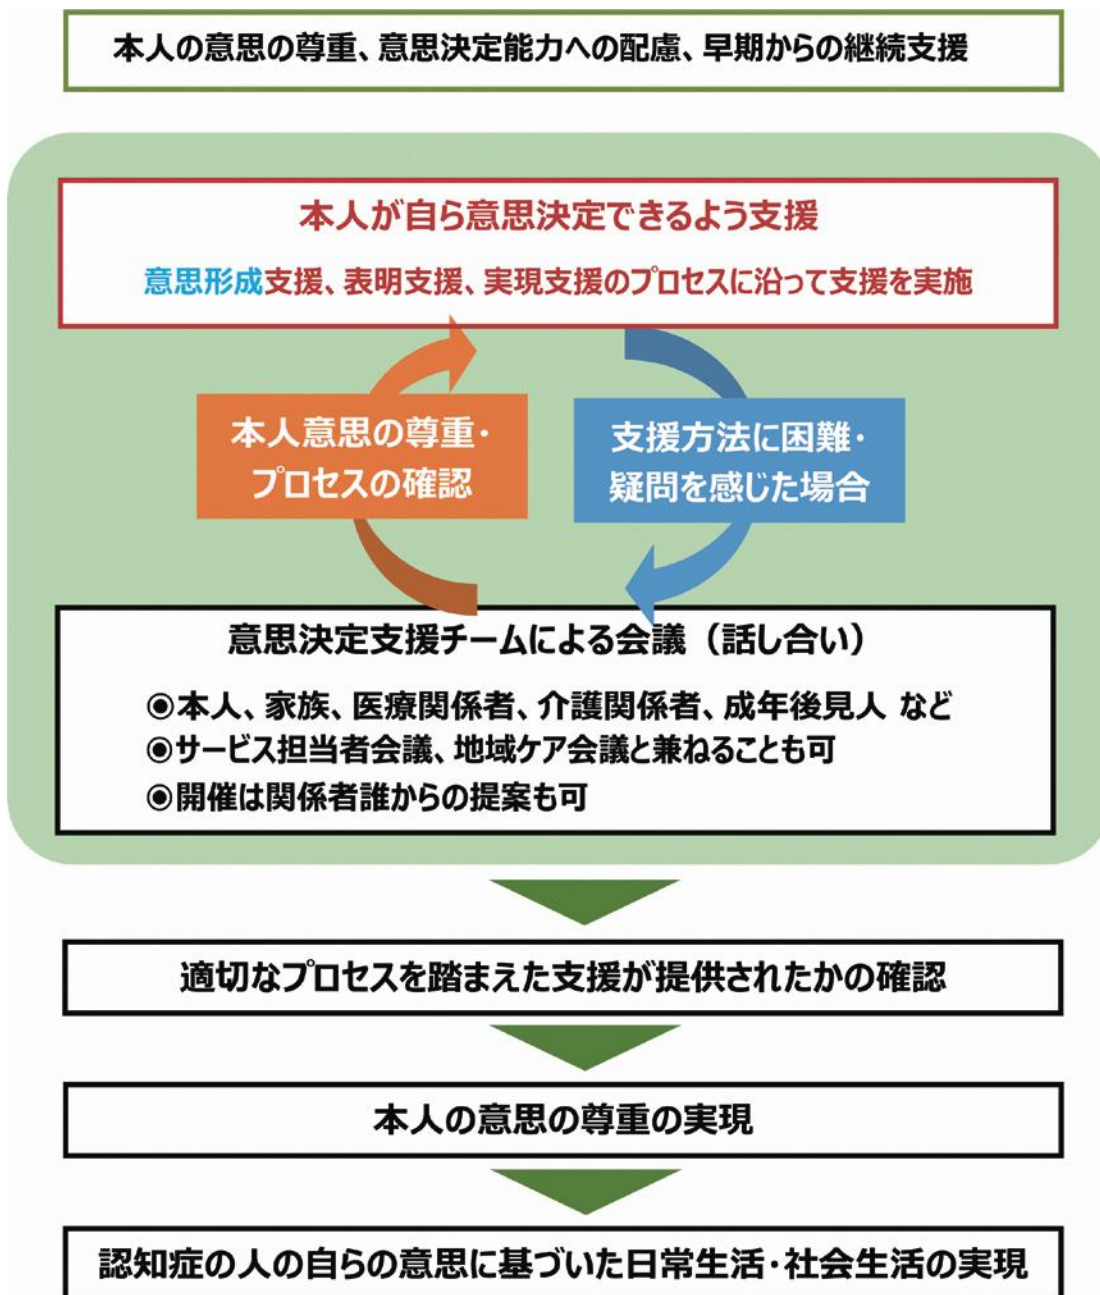 本人の意思の尊重、意思決定能力への配慮、早期からの継続支援
本人が自ら意思決定できるよう支援
意思形成支援、表明支援、実現支援のプロセスに沿って支援を実施
本人意思の尊重・
プロセスの確認
支援方法に困難・
疑問を感じた場合
意思決定支援チームによる会議（話し合い）
◉本人、家族、医療関係者、介護関係者、成年後見人 など
◉サービス担当者会議、地域ケア会議と兼ねることも可
◉開催は関係者誰からの提案も可
適切なプロセスを踏まえた支援が提供されたかの確認
本人の意思の尊重の実現
認知症の人の自らの意思に基づいた日常生活・社会生活の実現